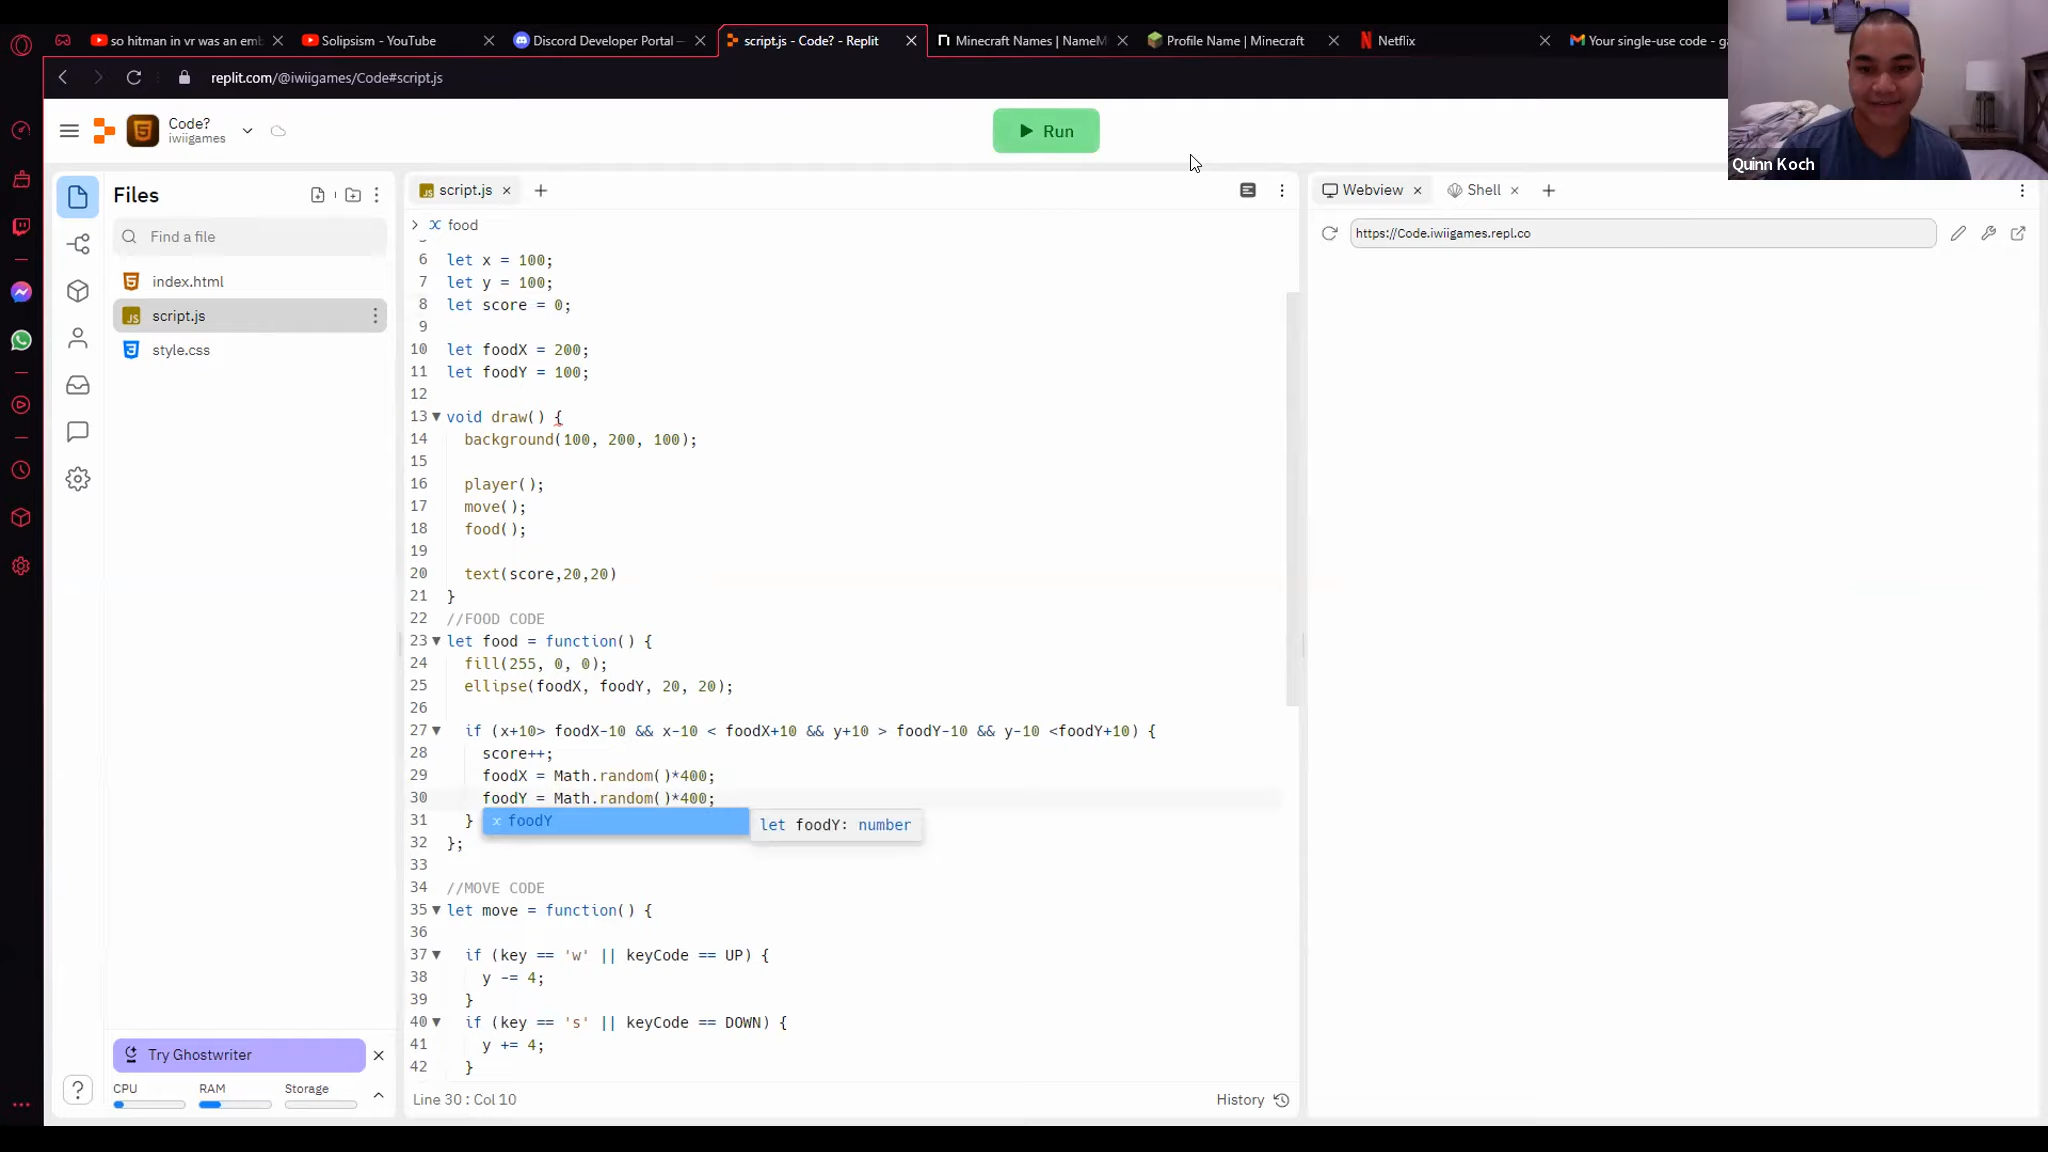 so hitman in vr was an emb
Solipsism - YouTube
Discord Developer Portal —
script.js - Code? - Replit
Minecraft Names | NameM
Profile Name | Minecraft
Netflix
Your single-use code - ga
replit.com/@iwiigames/Code#script.js
Quinn Koch
Code?
iwiigames
Run
Files
Find a file
index.html
script.js
style.css
Try Ghostwriter
CPU RAM Storage
script.js
food
6 let x = 100;
7 let y = 100;
8 let score = 0;
9
10 let foodX = 200;
11 let foodY = 100;
12
13 void draw() {
14 background(100, 200, 100);
15
16 player();
17 move();
18 food();
19
20 text(score,20,20)
21 }
22 //FOOD CODE
23 let food = function() {
24 fill(255, 0, 0);
25 ellipse(foodX, foodY, 20, 20);
26
27 if (x+10> foodX-10 && x-10 < foodX+10 && y+10 > foodY-10 && y-10 <foodY+10) {
28 score++;
29 foodX = Math.random()*400;
30 foodY = Math.random()*400;
31 }
x foodY
let foodY: number
32 };
33
34 //MOVE CODE
35 let move = function() {
36
37 if (key == 'w' || keyCode == UP) {
38 y -= 4;
39 }
40 if (key == 's' || keyCode == DOWN) {
41 y += 4;
42 }
Line 30 : Col 10
History
Webview
Shell
https://Code.iwiigames.repl.co